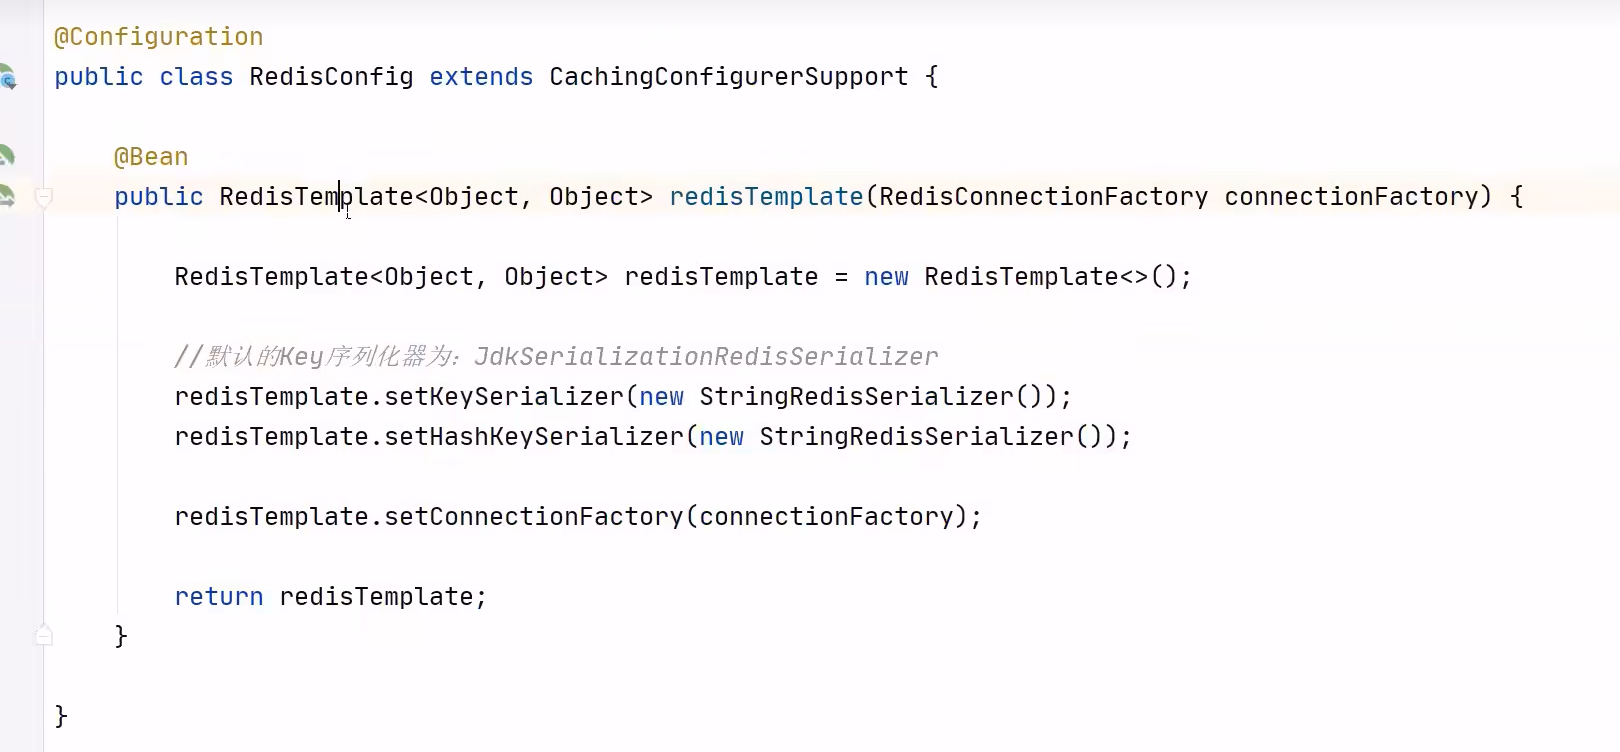 @Configuration
public class RedisConfig extends CachingConfigurerSupport {
@Bean
public RedisTemplate<Object, Object> redisTemplate(RedisConnectionFactory connectionFactory) {
RedisTemplate<Object, Object> redisTemplate = new RedisTemplate<>();
//默认的Key序列化器为：JdkSerializationRedisSerializer
redisTemplate.setKeySerializer(new StringRedisSerializer());
redisTemplate.setHashKeySerializer(new StringRedisSerializer());
redisTemplate.setConnectionFactory(connectionFactory);
return redisTemplate;
}
}